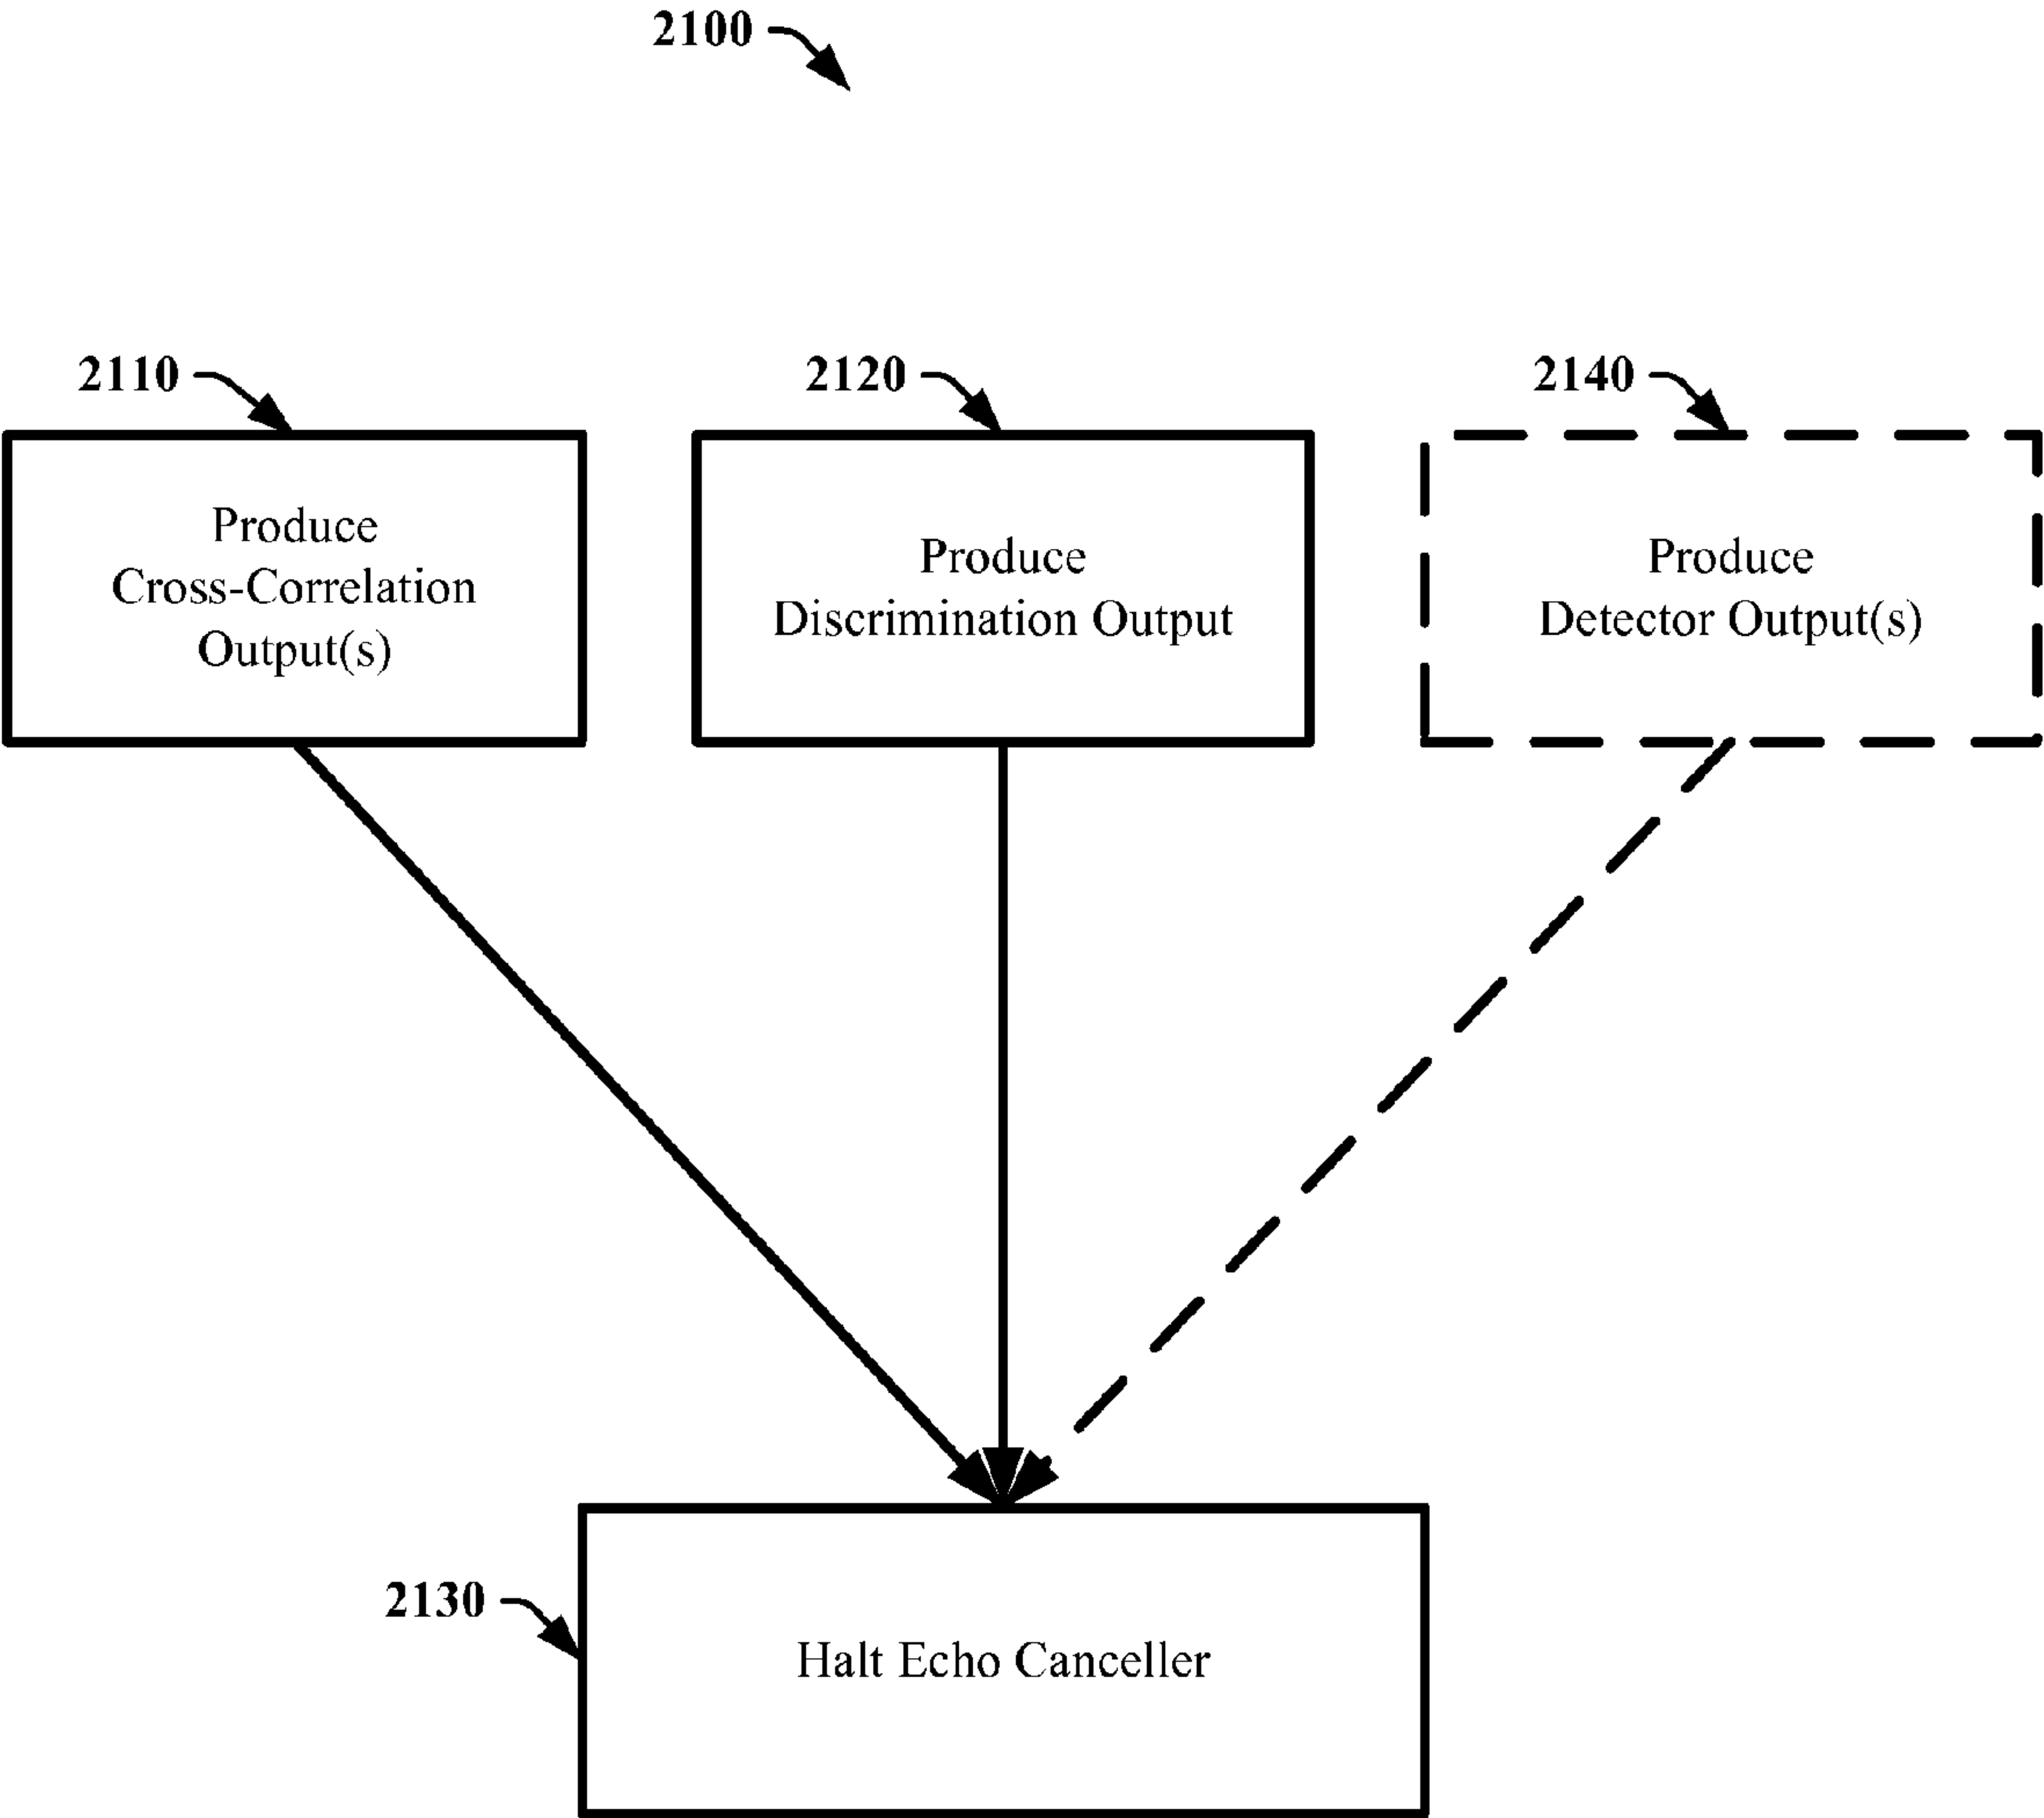 2100
2110
2120
2140
Produce
Cross-Correlation
Output(s)
Produce
Discrimination Output
Produce
Detector Output(s)
2130
Halt Echo Canceller